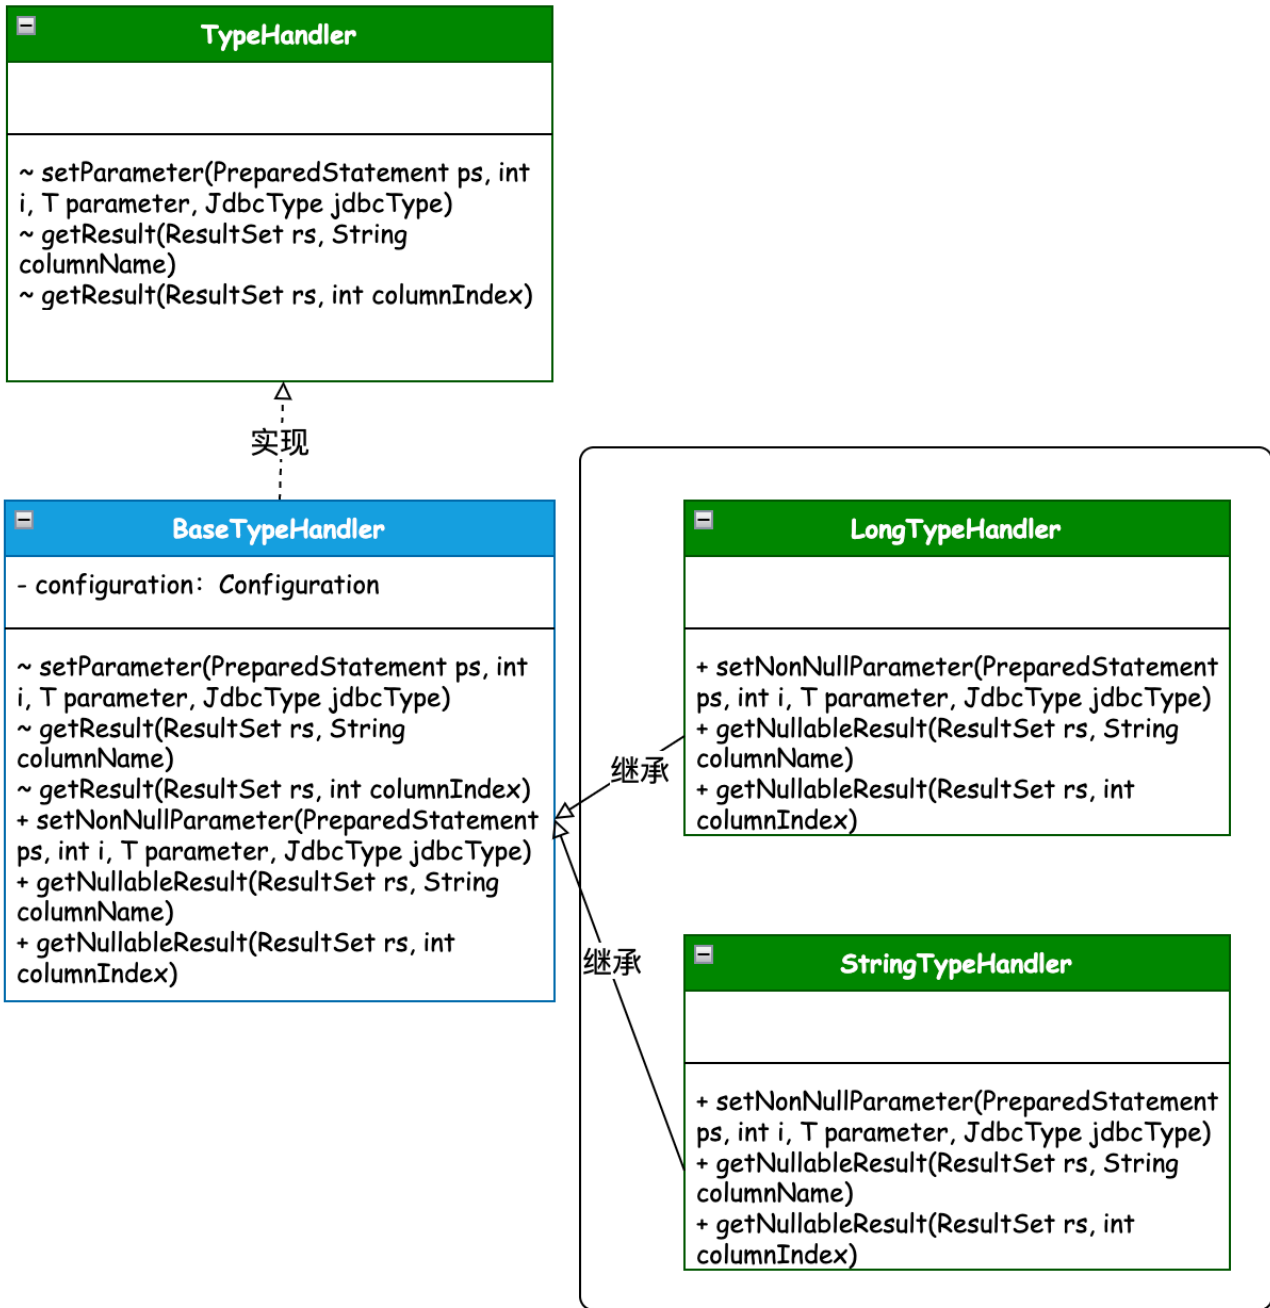 TypeHandler
~ setParameter(PreparedStatement ps, int
i, T parameter, JdbcType jdbcType)
~ getResult(ResultSet rs, String
columnName)
~ getResult(ResultSet rs, int columnIndex)
实现
BaseTypeHandler
- configuration： Configuration
~ setParameter(PreparedStatement ps, int
i, T parameter, JdbcType jdbcType)
~ getResult(ResultSet rs, String
columnName)
~ getResult(ResultSet rs, int columnIndex)
+ setNonNullParameter(PreparedStatement
ps, int i, T parameter, JdbcType jdbcType)
+ getNullableResult(ResultSet rs, String
columnName)
+ getNullableResult(ResultSet rs, int
columnIndex)
继承
继承
LongTypeHandler
+ setNonNullParameter(PreparedStatement
ps, int i, T parameter, JdbcType jdbcType)
+ getNullableResult(ResultSet rs, String
columnName)
+ getNullableResult(ResultSet rs, int
columnIndex)
StringTypeHandler
+ setNonNullParameter(PreparedStatement
ps, int i, T parameter, JdbcType jdbcType)
+ getNullableResult(ResultSet rs, String
columnName)
+ getNullableResult(ResultSet rs, int
columnIndex)